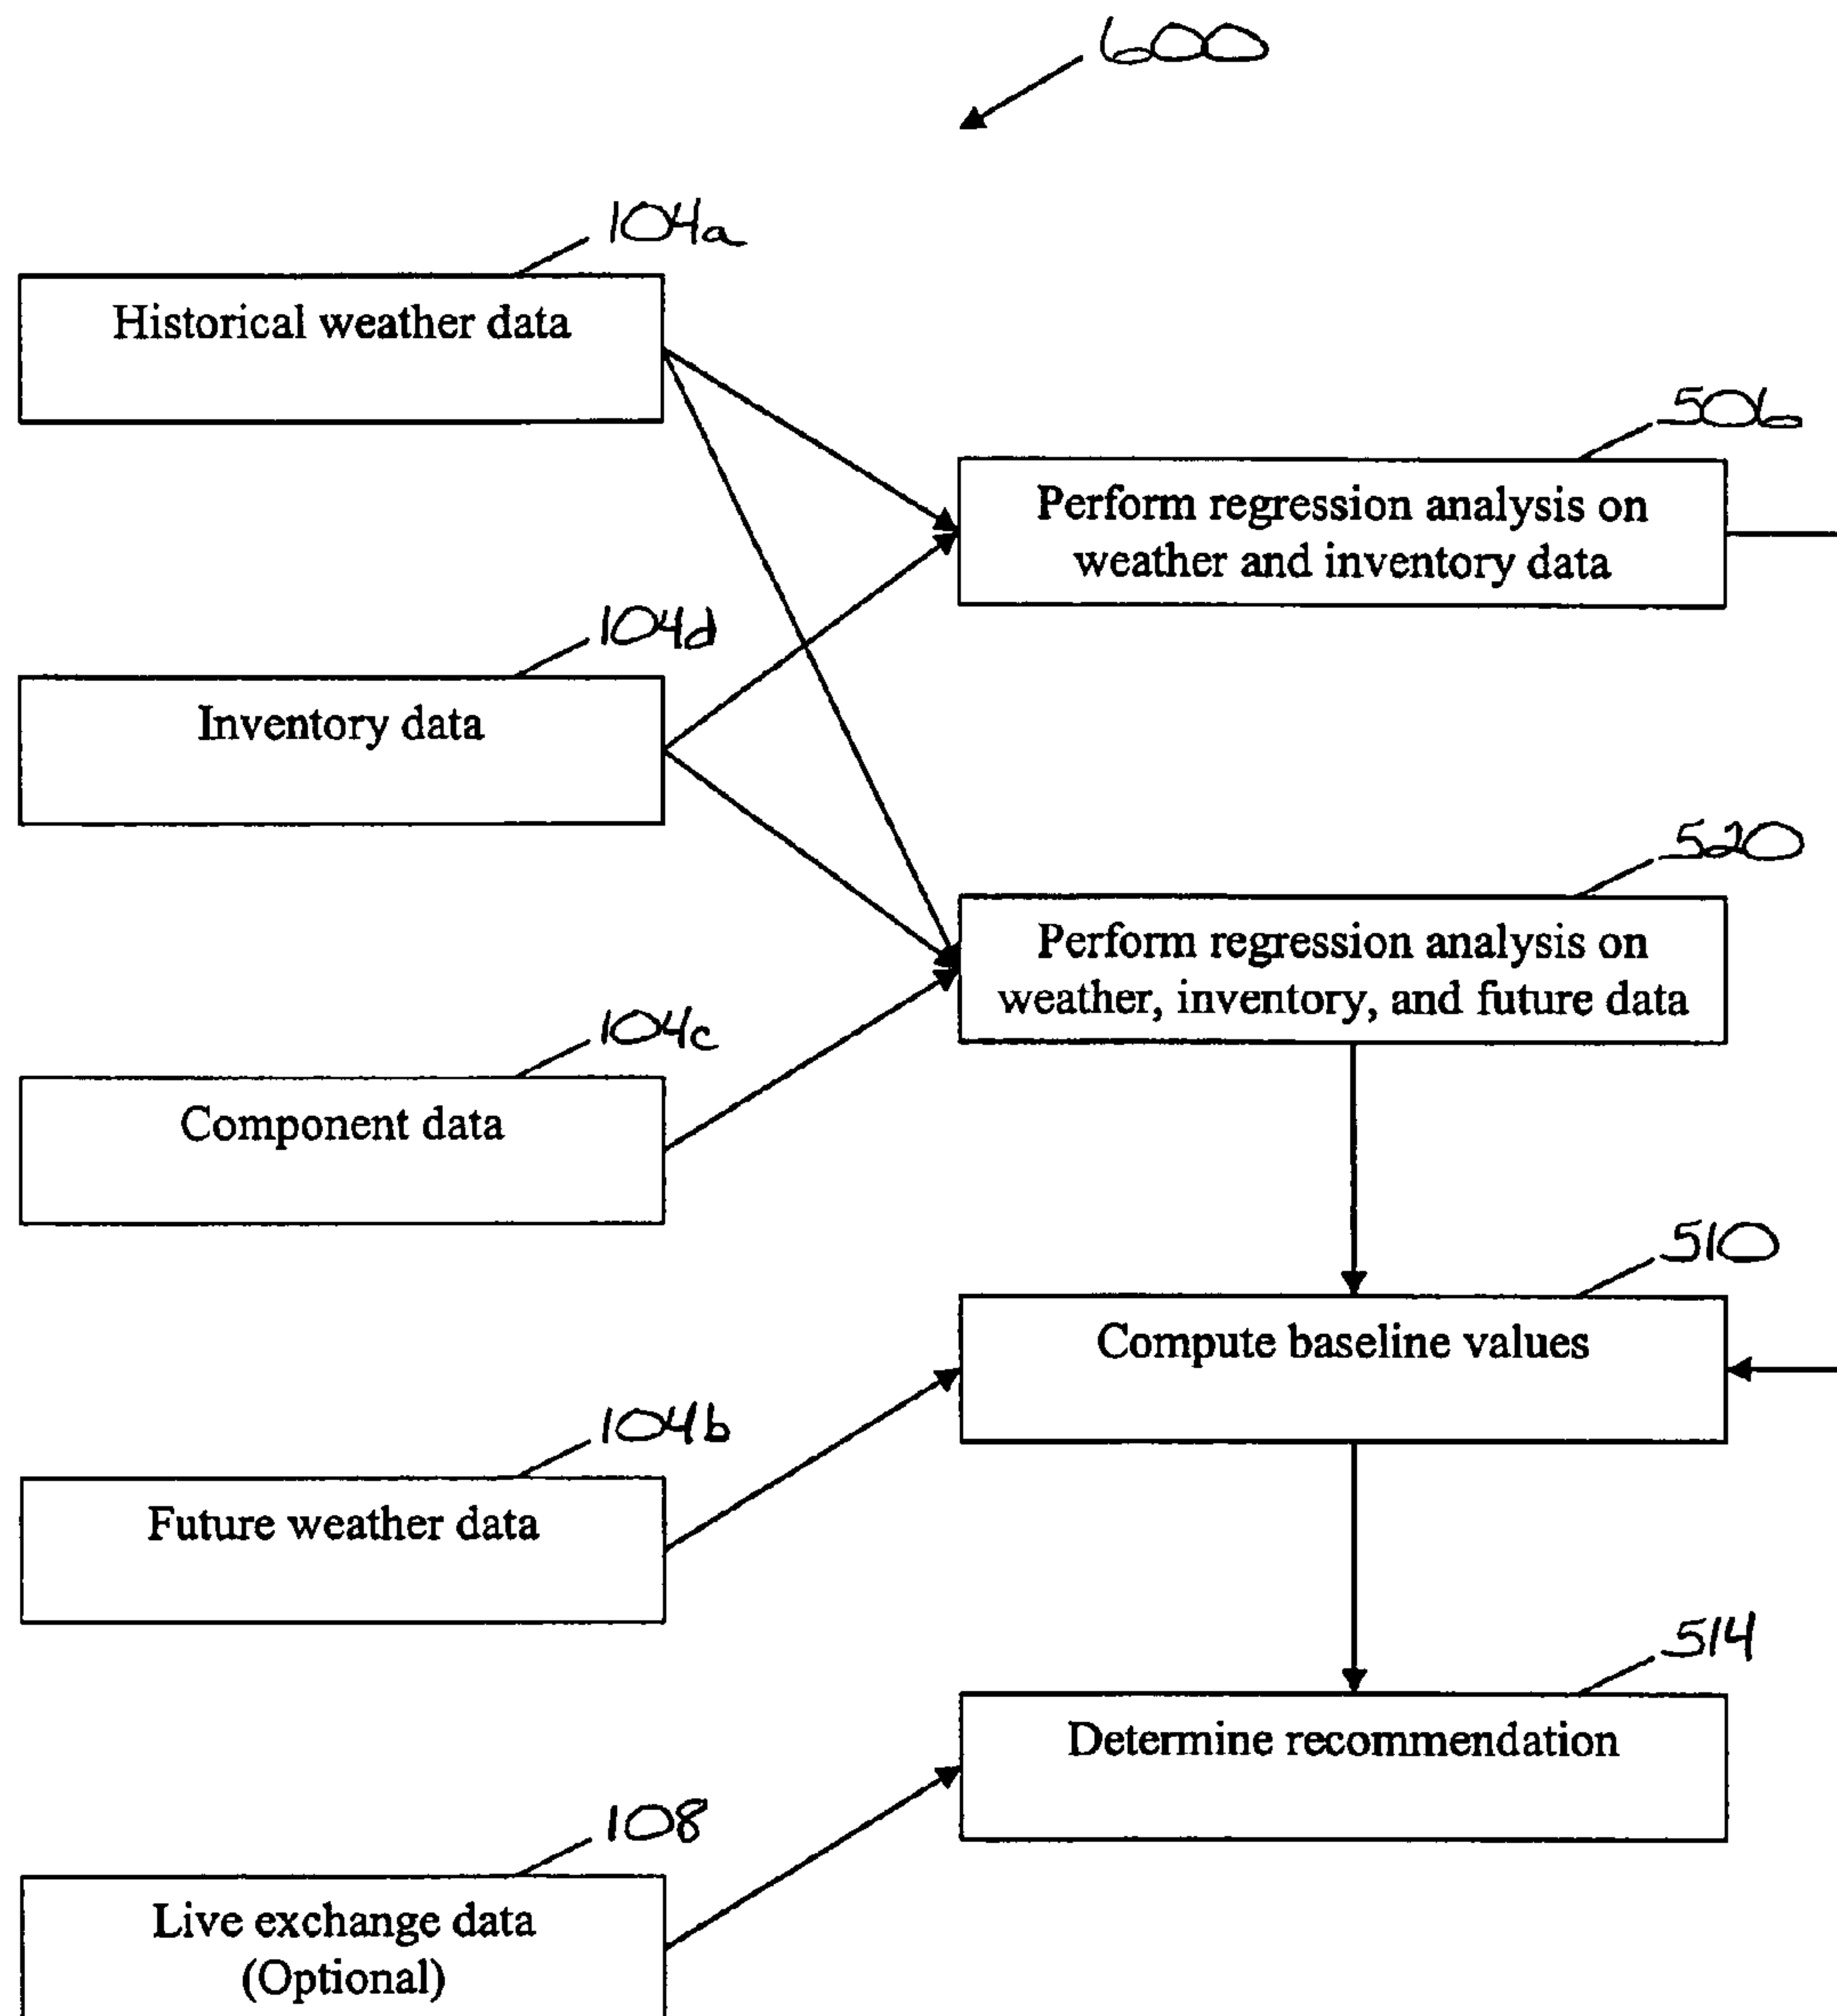 600
104a
Historical weather data
506
Perform regression analysis on
weather and inventory data
104d
Inventory data
520
Perform regression analysis on
weather, inventory, and future data
104c
Component data
510
Compute baseline values
104b
Future weather data
514
Determine recommendation
108
Live exchange data
(Optional)